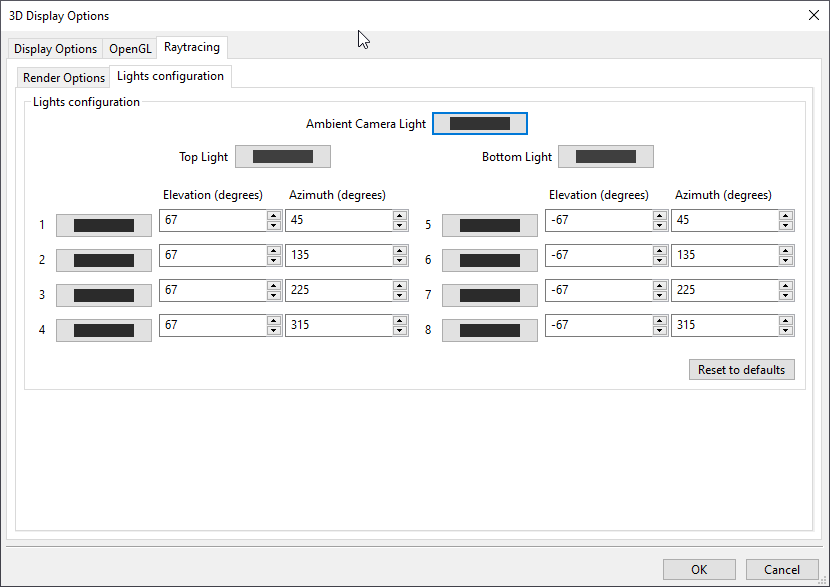 3D Display Options
Display Options OpenGL Raytracing
Render Options Lights configuration
Lights configuration
Ambient Camera Light
Top Light Bottom Light
Elevation (degrees) Azimuth (degrees) Elevation (degrees) Azimuth (degrees)
1 67 45 5 -67 45
2 67 135 6 -67 135
3 67 225 7 -67 225
4 67 315 8 -67 315
Reset to defaults
OK Cancel